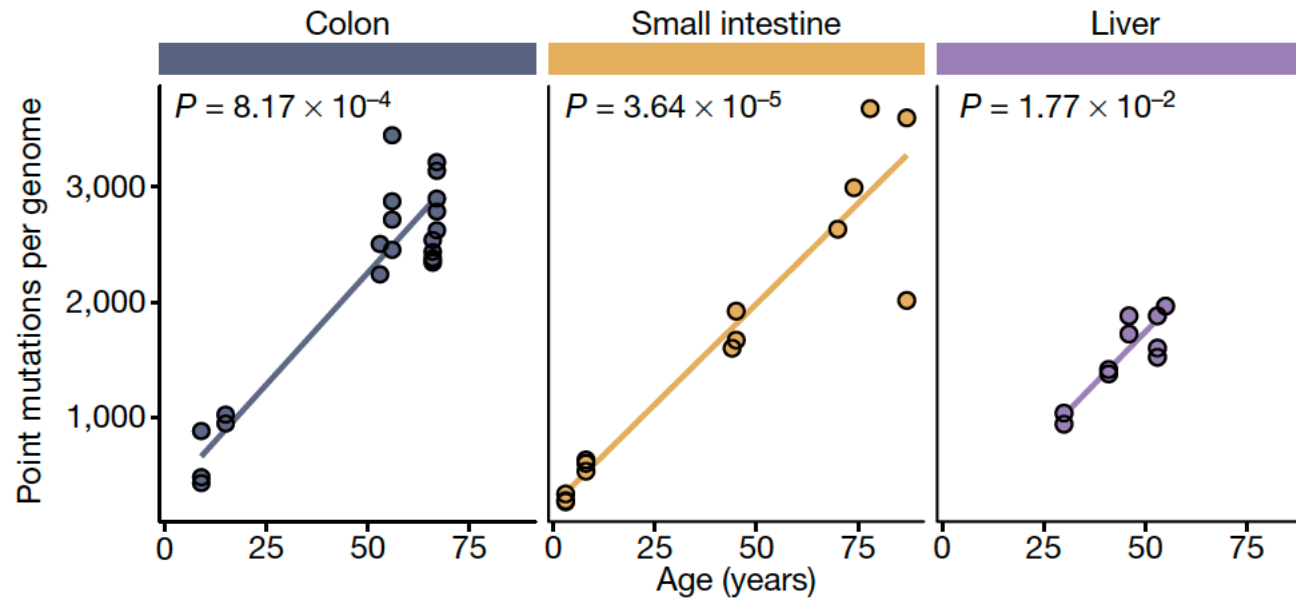 Colon
Small intestine
Liver
P = 8.17 × 10⁻⁴
P = 3.64 × 10⁻⁵
P = 1.77 × 10⁻²
Point mutations per genome
3,000
2,000
1,000
0 25 50 75
0 25 50 75
0 25 50 75
Age (years)